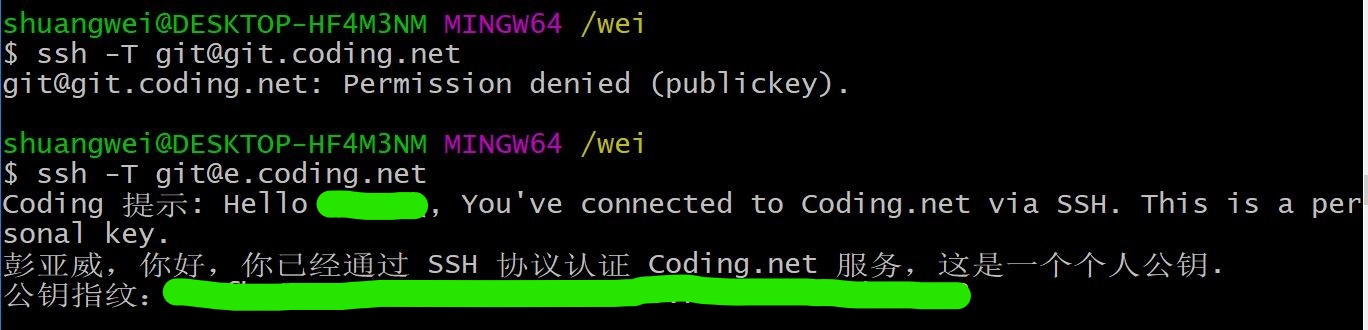 shuangwei@DESKTOP-HF4M3NM MINGW64 /wei
$ ssh -T git@git.coding.net
git@git.coding.net: Permission denied (publickey).
shuangwei@DESKTOP-HF4M3NM MINGW64 /wei
$ ssh -T git@e.coding.net
Coding 提示: Hello , You've connected to Coding.net via SSH. This is a per
sonal key.
彭亚威，你好，你已经通过 SSH 协议认证 Coding.net 服务，这是一个个人公钥.
公钥指纹：